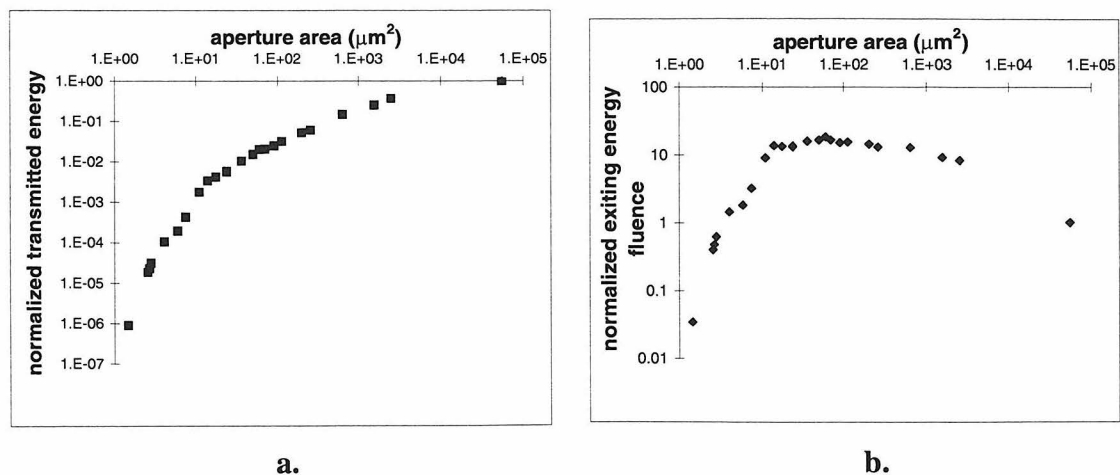 aperture area (μm²)
1.E+00 1.E+01 1.E+02 1.E+03 1.E+04 1.E+05
normalized transmitted energy
1.E+00
1.E-01
1.E-02
1.E-03
1.E-04
1.E-05
1.E-06
1.E-07
a.
aperture area (μm²)
1.E+00 1.E+01 1.E+02 1.E+03 1.E+04 1.E+05
normalized exiting energy
fluence
100
10
1
0.1
0.01
b.